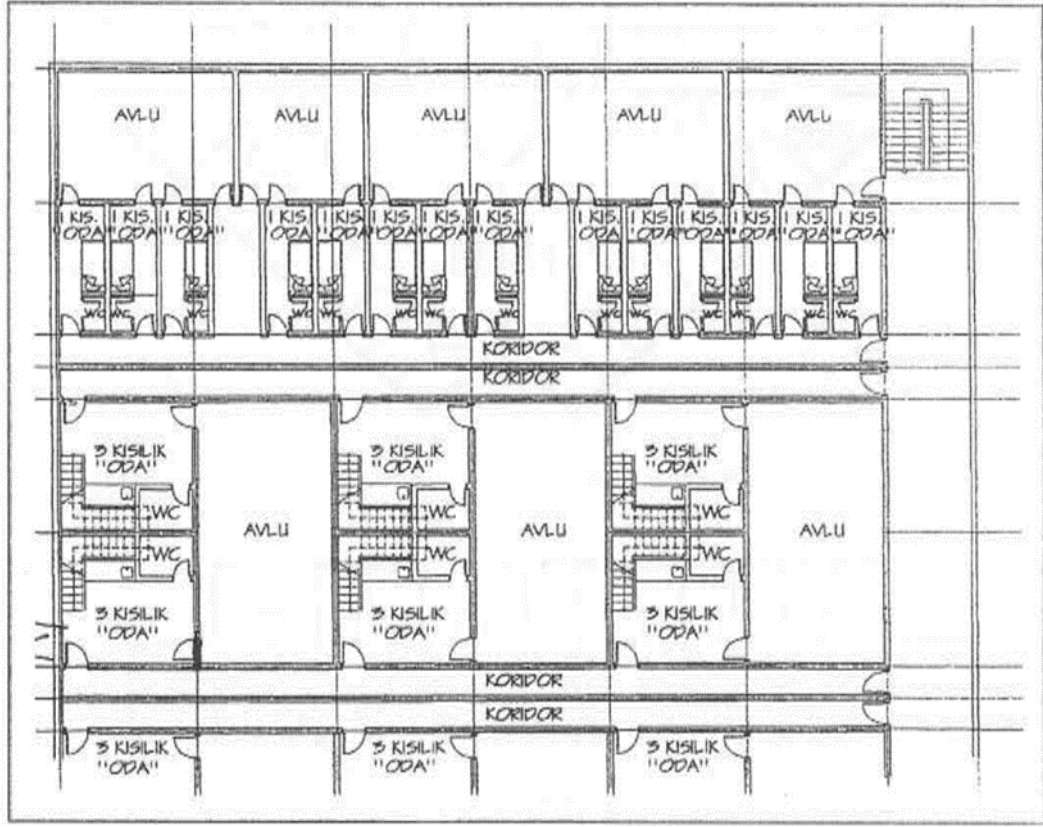 AVLU AVLU AVLU AVLU AVLU
1 KIS. 1 KIS. 1 KIS. 1 KIS. 1 KIS. 1 KIS. 1 KIS. 1 KIS. 1 KIS. 1 KIS. 1 KIS. 1 KIS. 1 KIS. 1 KIS.
"ODA" "ODA" "ODA" "ODA" "ODA" "ODA" "ODA" "ODA" "ODA" "ODA" "ODA" "ODA" "ODA" "ODA"
WC WC WC WC WC WC WC WC WC WC WC WC WC WC
KORIDOR
KORIDOR
3 KISILIK 3 KISILIK 3 KISILIK
"ODA" "ODA" "ODA"
WC WC WC
AVLU AVLU AVLU
WC WC WC
3 KISILIK 3 KISILIK 3 KISILIK
"ODA" "ODA" "ODA"
KORIDOR
KORIDOR
3 KISILIK 3 KISILIK 3 KISILIK
"ODA" "ODA" "ODA"